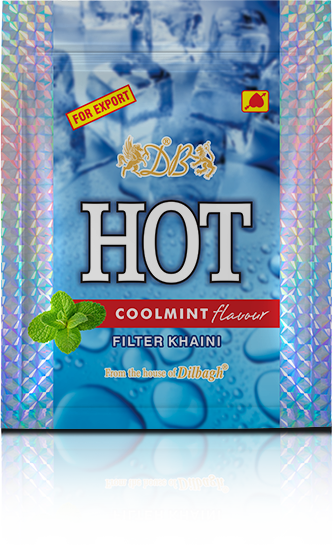 FOR EXPORT
DB®
HOT
COOLMINT flavour
FILTER KHAINI
From the house of Dilbagh®